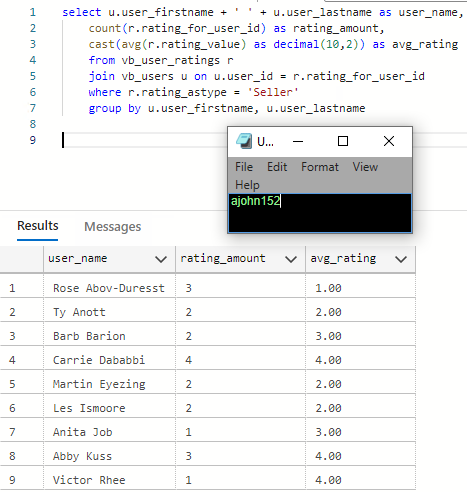 1 select u.user_firstname + ' ' + u.user_lastname as user_name,
2 count(r.rating_for_user_id) as rating_amount,
3 cast(avg(r.rating_value) as decimal(10,2)) as avg_rating
4 from vb_user_ratings r
5 join vb_users u on u.user_id = r.rating_for_user_id
6 where r.rating_astype = 'Seller'
7 group by u.user_firstname, u.user_lastname
8
9
U...
File Edit Format View
Help
ajohn152
Results Messages
user_name rating_amount avg_rating
1 Rose Abov-Duresst 3 1.00
2 Ty Anott 2 2.00
3 Barb Barion 2 3.00
4 Carrie Dababbi 4 4.00
5 Martin Eyezing 2 2.00
6 Les Ismoore 2 2.00
7 Anita Job 1 3.00
8 Abby Kuss 3 4.00
9 Victor Rhee 1 4.00